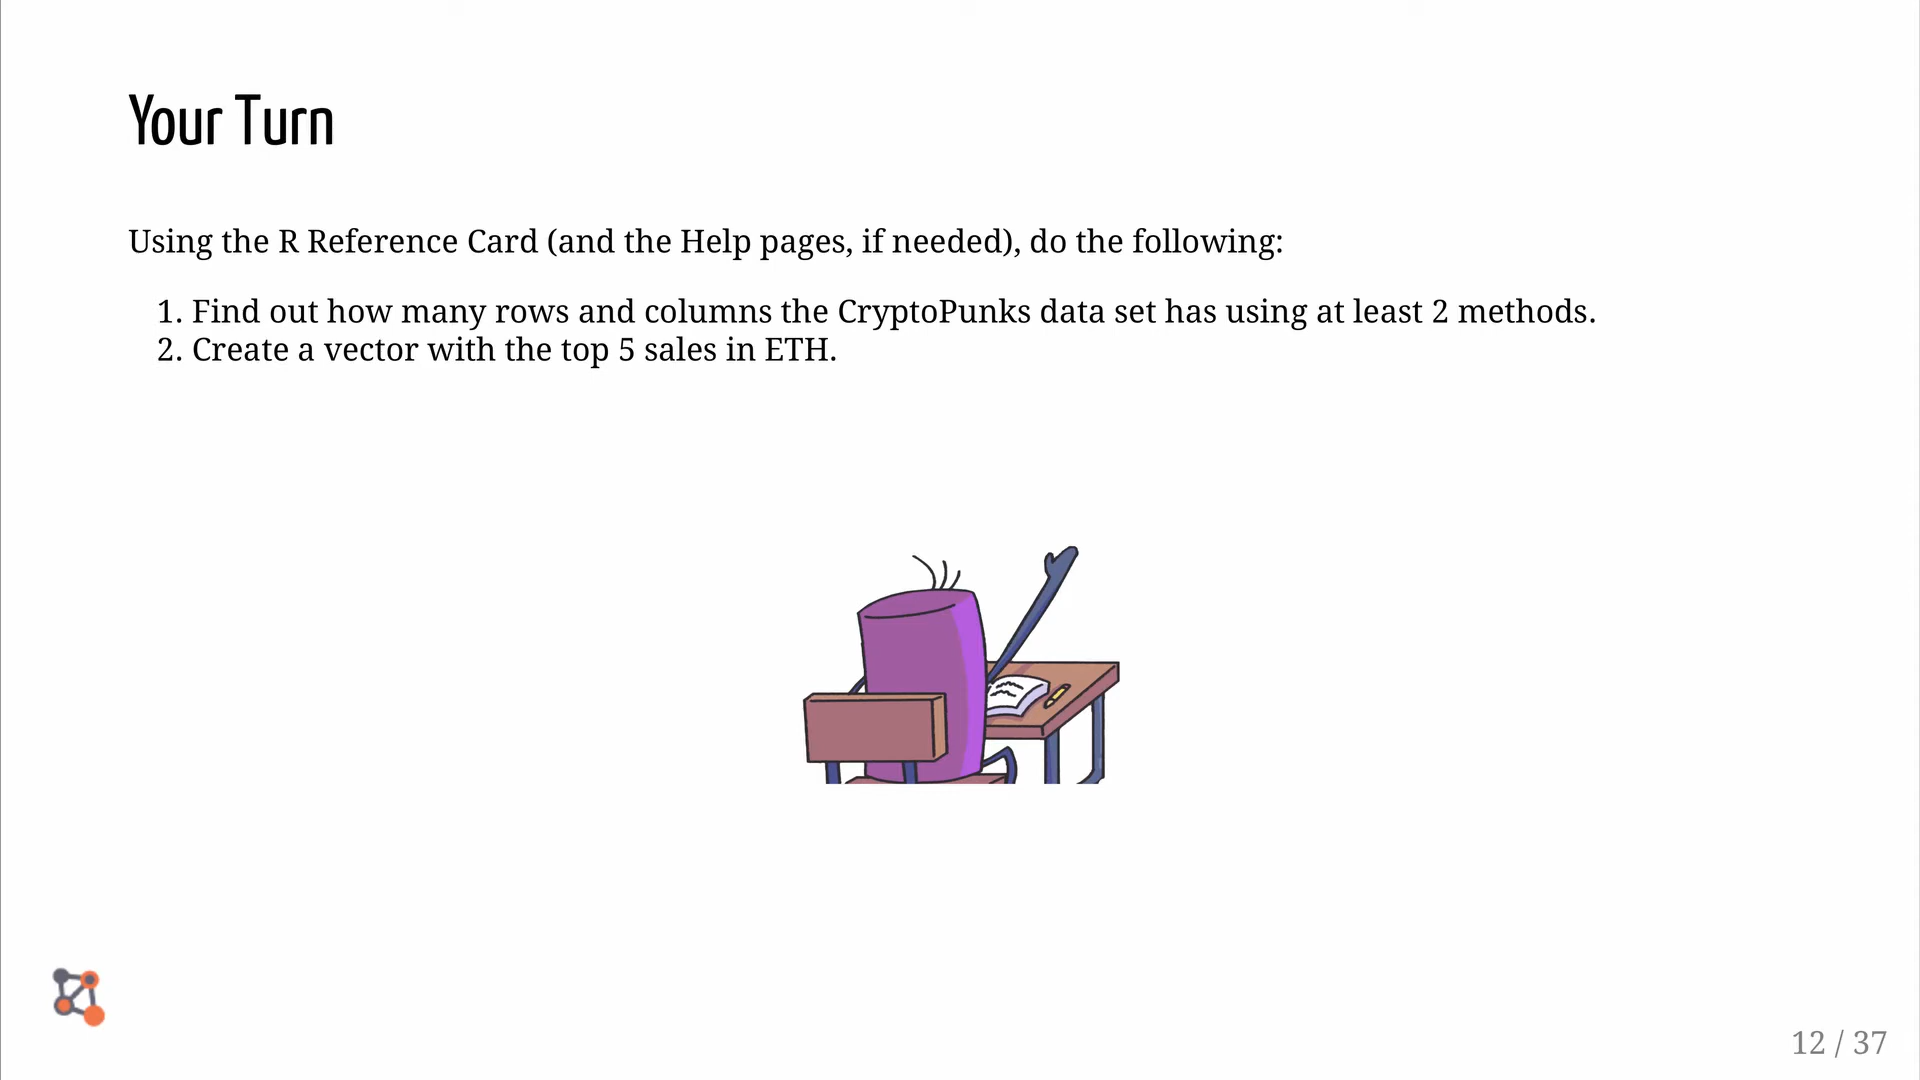 Your Turn
Using the R Reference Card (and the Help pages, if needed), do the following:
1. Find out how many rows and columns the CryptoPunks data set has using at least 2 methods.
2. Create a vector with the top 5 sales in ETH.
12 / 37